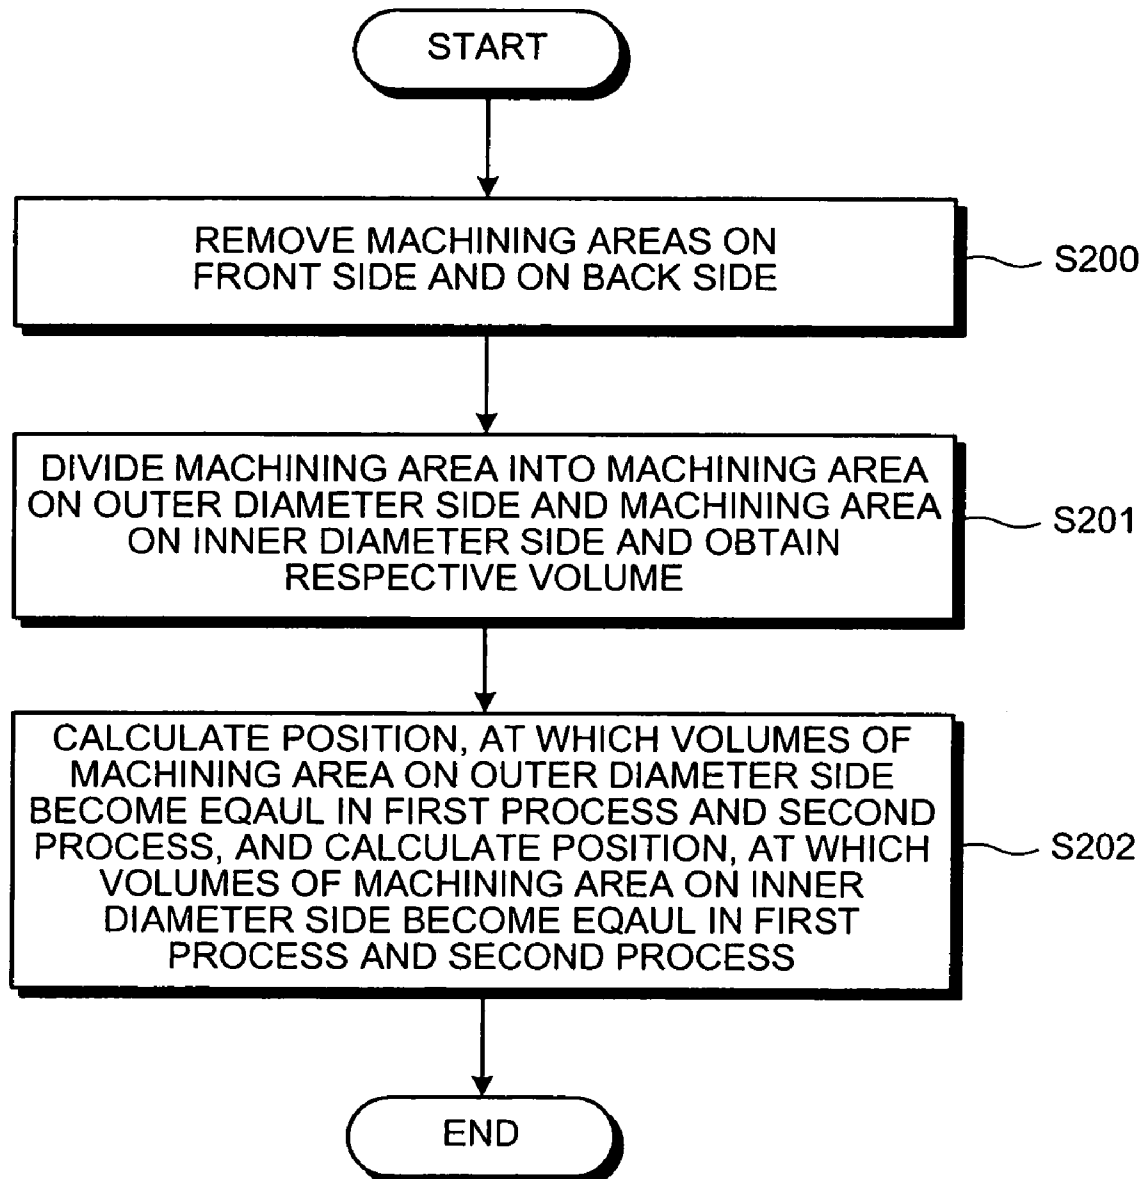 START
REMOVE MACHINING AREAS ON
FRONT SIDE AND ON BACK SIDE
S200
DIVIDE MACHINING AREA INTO MACHINING AREA
ON OUTER DIAMETER SIDE AND MACHINING AREA
ON INNER DIAMETER SIDE AND OBTAIN
RESPECTIVE VOLUME
S201
CALCULATE POSITION, AT WHICH VOLUMES OF
MACHINING AREA ON OUTER DIAMETER SIDE
BECOME EQAUL IN FIRST PROCESS AND SECOND
PROCESS, AND CALCULATE POSITION, AT WHICH
VOLUMES OF MACHINING AREA ON INNER
DIAMETER SIDE BECOME EQAUL IN FIRST
PROCESS AND SECOND PROCESS
S202
END